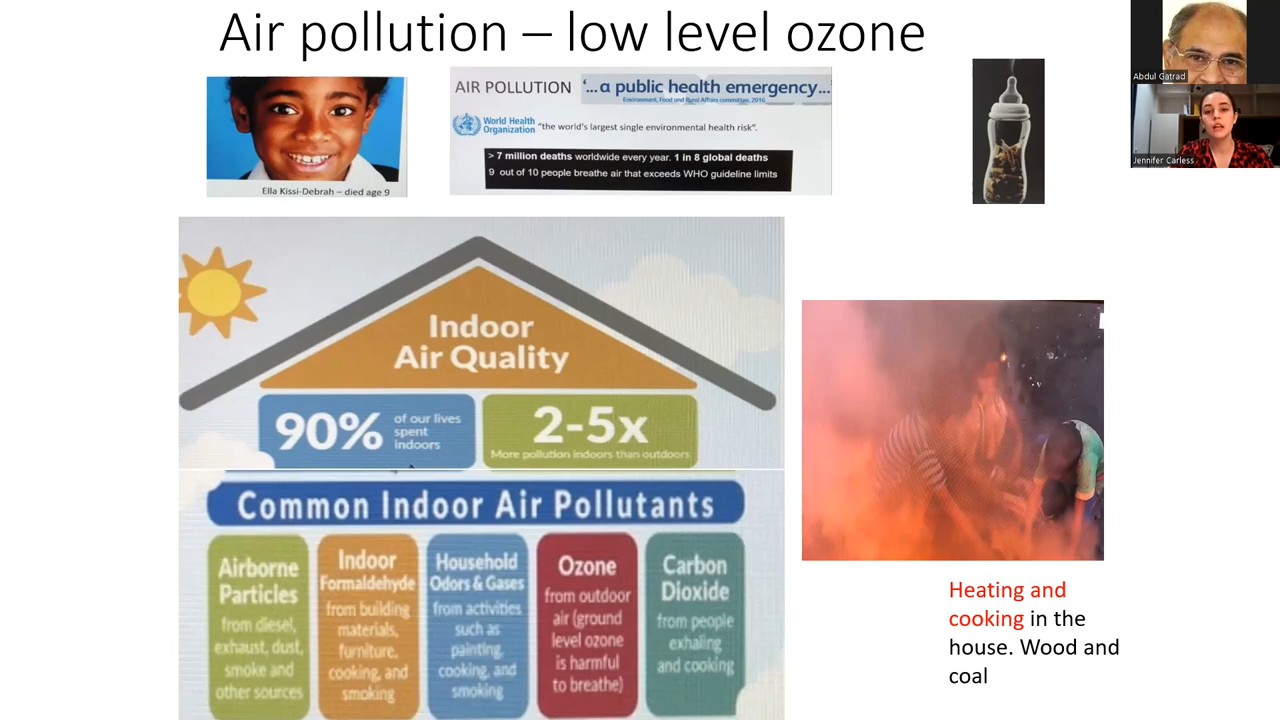 Air pollution – low level ozone
Abdul Gatrad
Jennifer Carless
Ella Kissi-Debrah – died age 9
AIR POLLUTION
‘...a public health emergency...’
Environment, Food and Rural Affairs committee, 2016
World Health
Organization
“the world’s largest single environmental health risk”.
> 7 million deaths worldwide every year. 1 in 8 global deaths
9 out of 10 people breathe air that exceeds WHO guideline limits
Indoor
Air Quality
90%
of our lives
spent
indoors
2-5x
More pollution indoors than outdoors
Common Indoor Air Pollutants
Airborne
Particles
from diesel,
exhaust, dust,
smoke and
other sources
Indoor
Formaldehyde
from building
materials,
furniture,
cooking, and
smoking
Household
Odors & Gases
from activities
such as
painting,
cooking, and
smoking
Ozone
from outdoor
air (ground
level ozone
is harmful
to breathe)
Carbon
Dioxide
from people
exhaling
and cooking
Heating and
cooking in the
house. Wood and
coal